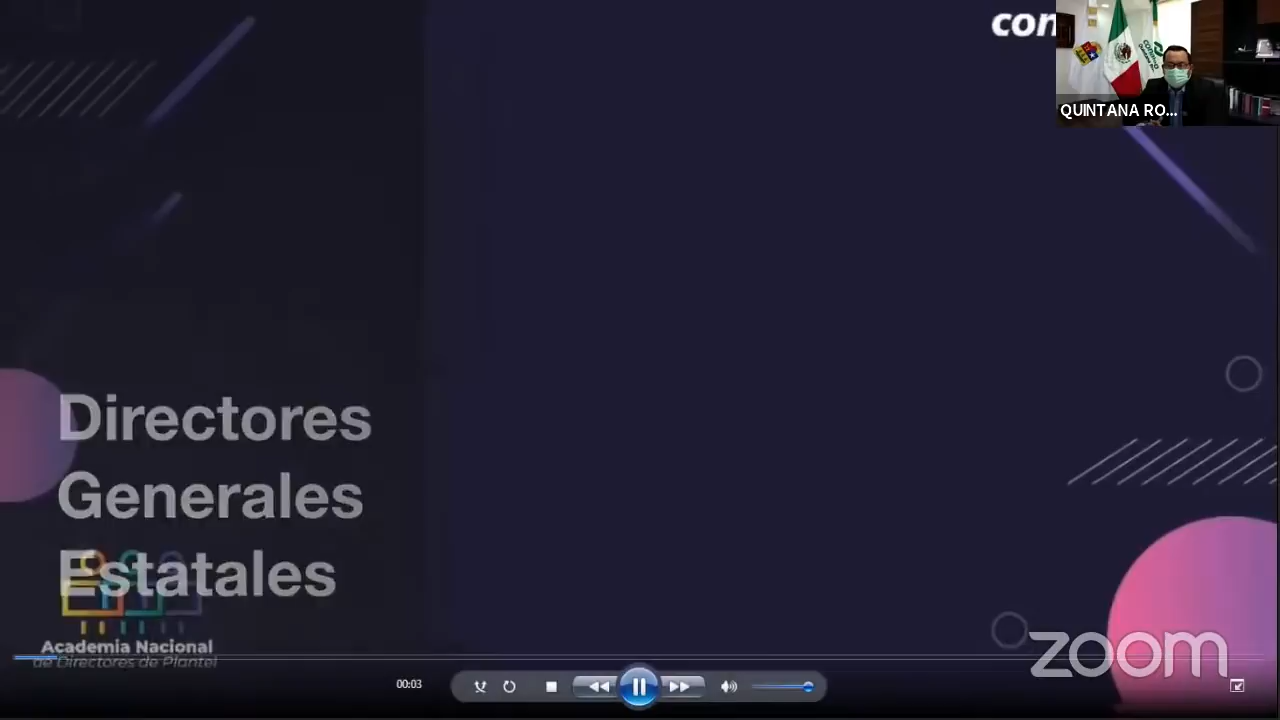 con
QUINTANA RO...
Directores
Generales
Estatales
Academia Nacional
de Directores de Plantel
00:03
zoom